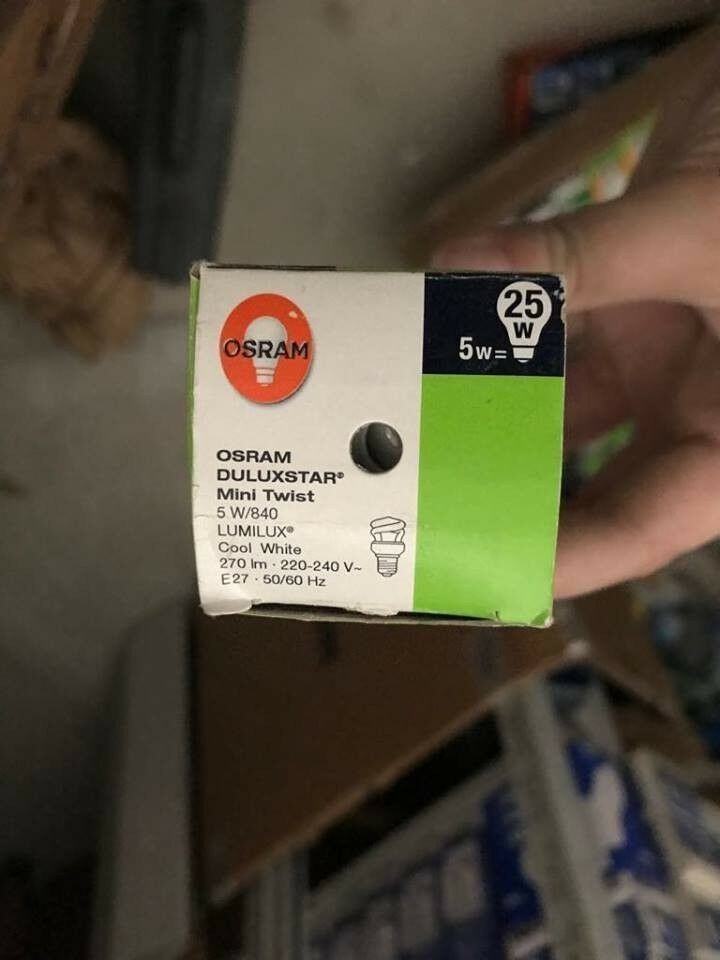 OSRAM
25
W
5w=
OSRAM
DULUXSTAR®
Mini Twist
5 W/840
LUMILUX®
Cool White
270 lm · 220-240 V~
E27 · 50/60 Hz